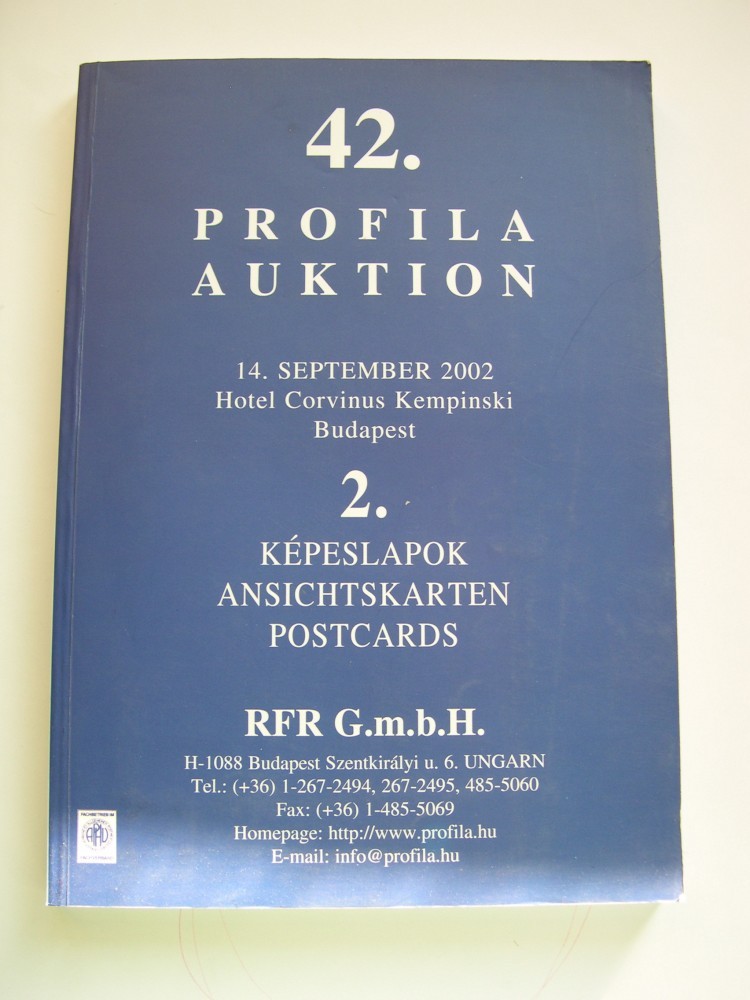 42.
PROFILA
AUKTION
14. SEPTEMBER 2002
Hotel Corvinus Kempinski
Budapest
2.
KÉPESLAPOK
ANSICHTSKARTEN
POSTCARDS
RFR G.m.b.H.
H-1088 Budapest Szentkirályi u. 6. UNGARN
Tel.: (+36) 1-267-2494, 267-2495, 485-5060
Fax: (+36) 1-485-5069
Homepage: http://www.profila.hu
E-mail: info@profila.hu
APHV